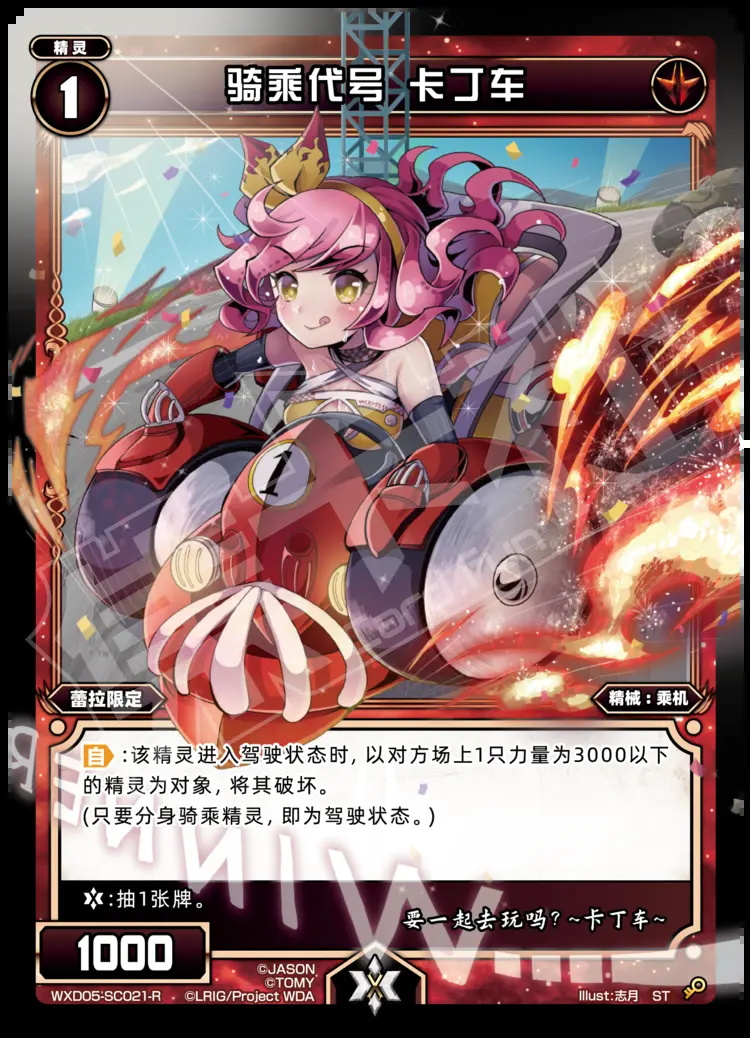 精灵
1
骑乘代号 卡丁车
1
蕾拉限定
精械:乘机
自:该精灵进入驾驶状态时, 以对方场上1只力量为3000以下
的精灵为对象, 将其破坏。
(只要分身骑乘精灵, 即为驾驶状态。)
WINNER
:抽1张牌。
要一起去玩吗?~卡丁车~
1000
©JASON
©TOMY
WXD05-SC021-R ©LRIG/Project WDA
Illust:志月 ST